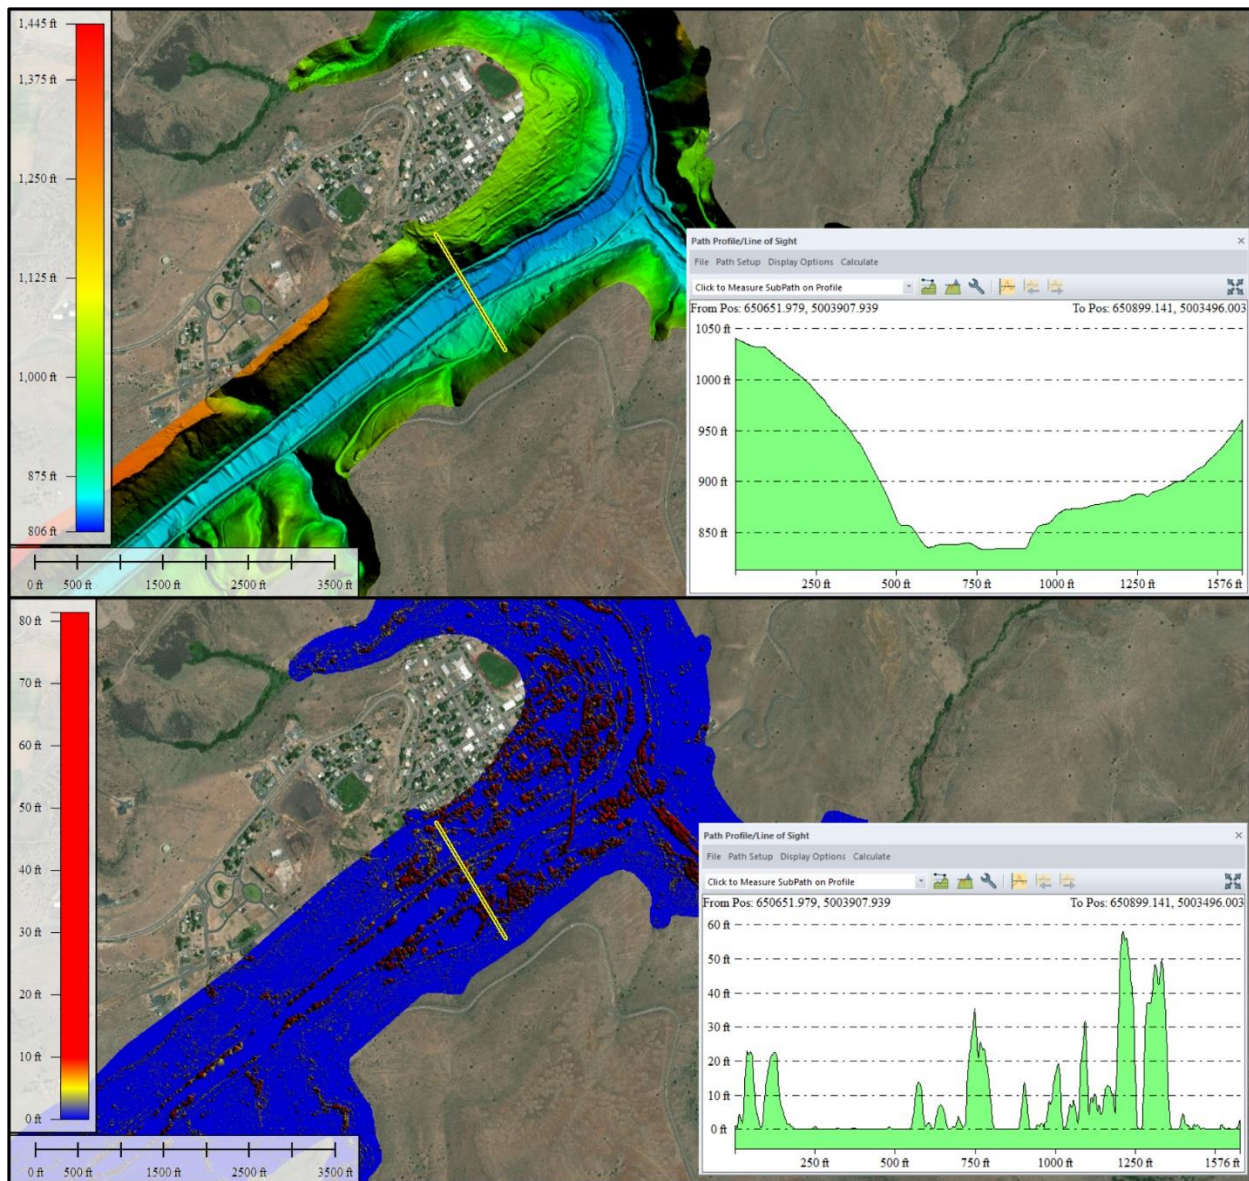 1,445 ft
1,375
1,250
1,125
1,000
875
806 ft
0 ft 500 ft 1500 ft 2500 ft 3500 ft
Path Profile/Line of Sight
File Path Setup Display Options Calculate
Click to Measure SubPath on Profile
From Pos: 650651.979, 5003907.939 To Pos: 650899.141, 5003496.003
1050 ft
1000 ft
950 ft
900 ft
850 ft
250 ft 500 ft 750 ft 1000 ft 1250 ft 1576 ft
80 ft
70 ft
60 ft
50 ft
40 ft
30 ft
20 ft
10 ft
0 ft
0 ft 500 ft 1500 ft 2500 ft 3500 ft
Path Profile/Line of Sight
File Path Setup Display Options Calculate
Click to Measure SubPath on Profile
From Pos: 650651.979, 5003907.939 To Pos: 650899.141, 5003496.003
60 ft
50 ft
40 ft
30 ft
20 ft
10 ft
0 ft
250 ft 500 ft 750 ft 1000 ft 1250 ft 1576 ft